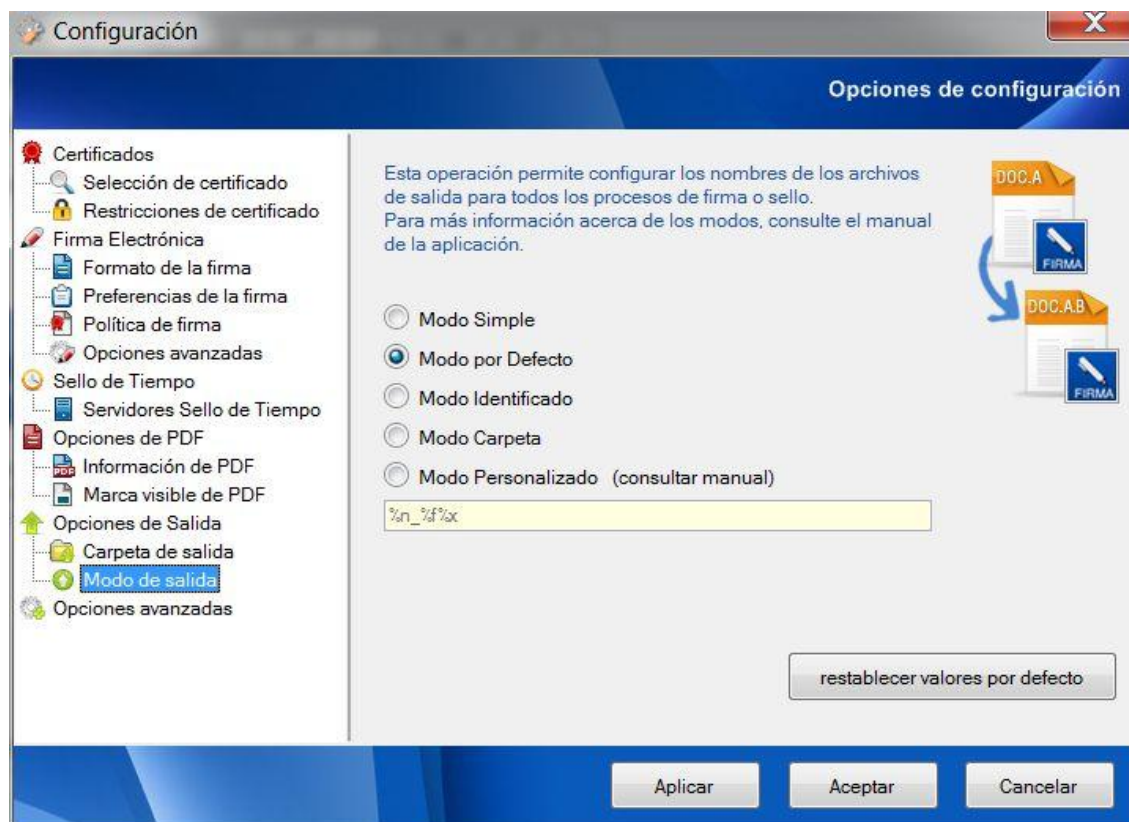 Configuración
Opciones de configuración
Certificados
Selección de certificado
Restricciones de certificado
Firma Electrónica
Formato de la firma
Preferencias de la firma
Política de firma
Opciones avanzadas
Sello de Tiempo
Servidores Sello de Tiempo
Opciones de PDF
PDF
Información de PDF
Marca visible de PDF
Opciones de Salida
Carpeta de salida
Modo de salida
Opciones avanzadas
Esta operación permite configurar los nombres de los archivos
de salida para todos los procesos de firma o sello.
Para más información acerca de los modos, consulte el manual
de la aplicación.
DOC.A
FIRMA
DOC.A.B
FIRMA
Modo Simple
Modo por Defecto
Modo Identificado
Modo Carpeta
Modo Personalizado (consultar manual)
%n_%f%x
restablecer valores por defecto
Aplicar
Aceptar
Cancelar